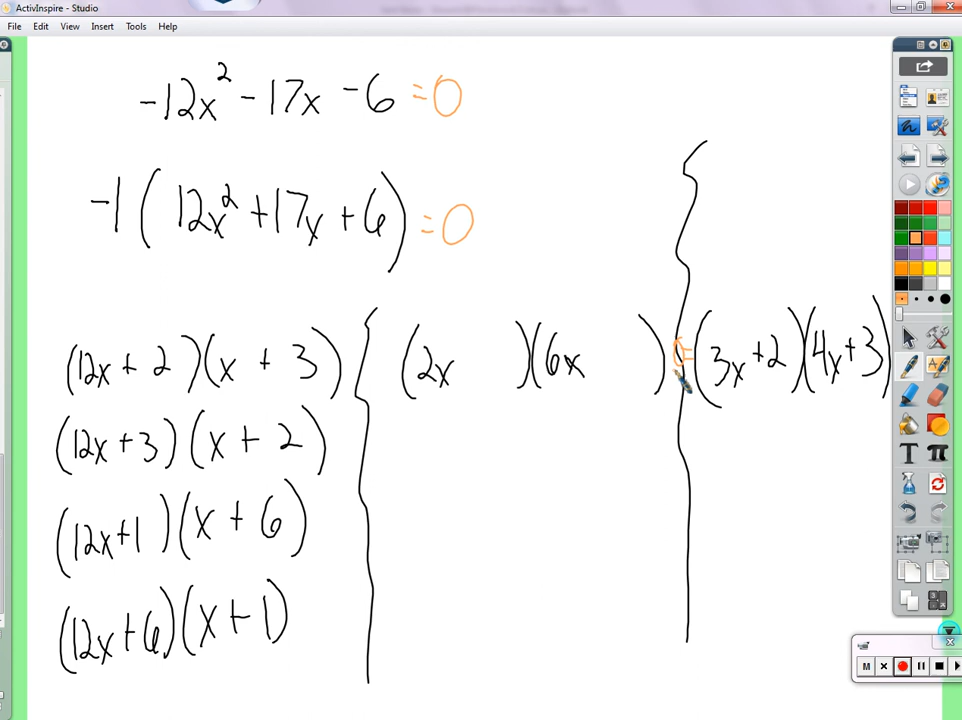 ActivInspire - Studio
File Edit View Insert Tools Help
-12x² - 17x - 6 = 0
-1 ( 12x² + 17x + 6 ) = 0
(12x + 2)(x + 3)
(12x + 3)(x + 2)
(12x + 1)(x + 6)
(12x + 6)(x + 1)
(2x )(6x )
(3x + 2)(4x + 3)
T π
M